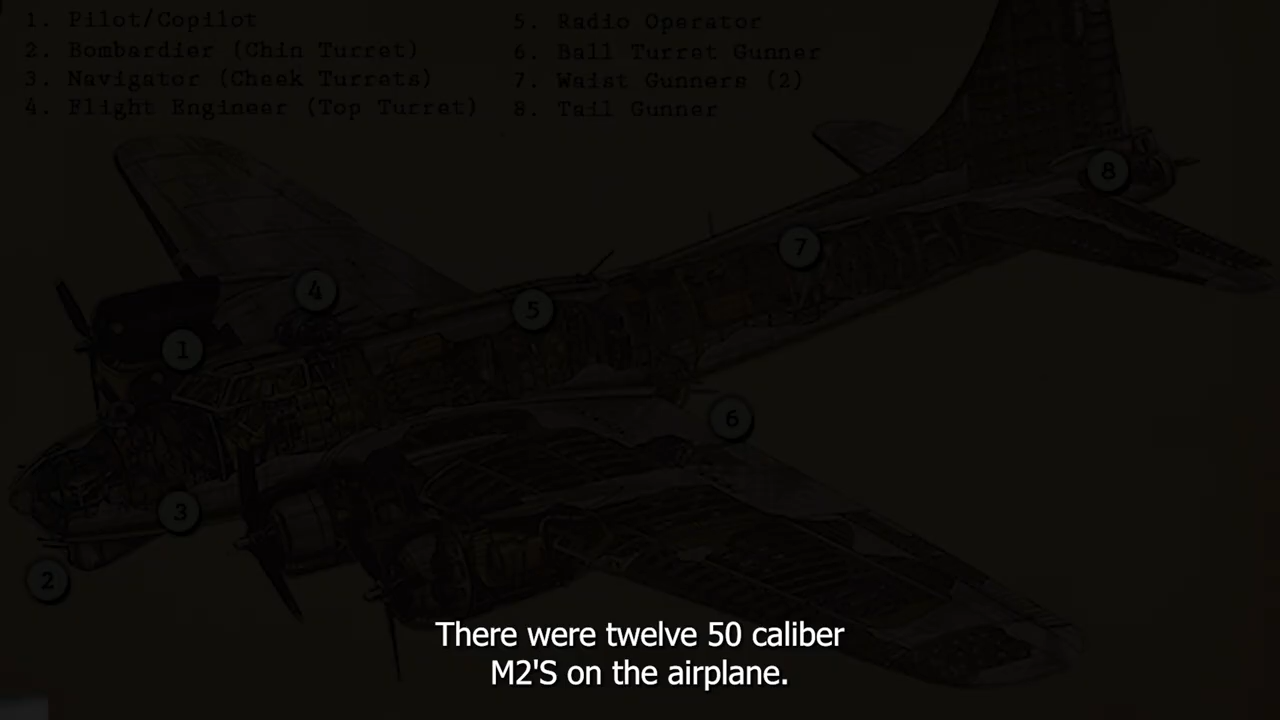 1. Pilot/Copilot
2. Bombardier (Chin Turret)
3. Navigator (Cheek Turrets)
4. Flight Engineer (Top Turret)
5. Radio Operator
6. Ball Turret Gunner
7. Waist Gunners (2)
8. Tail Gunner
8
7
4
5
1
6
3
2
There were twelve 50 caliber
M2'S on the airplane.